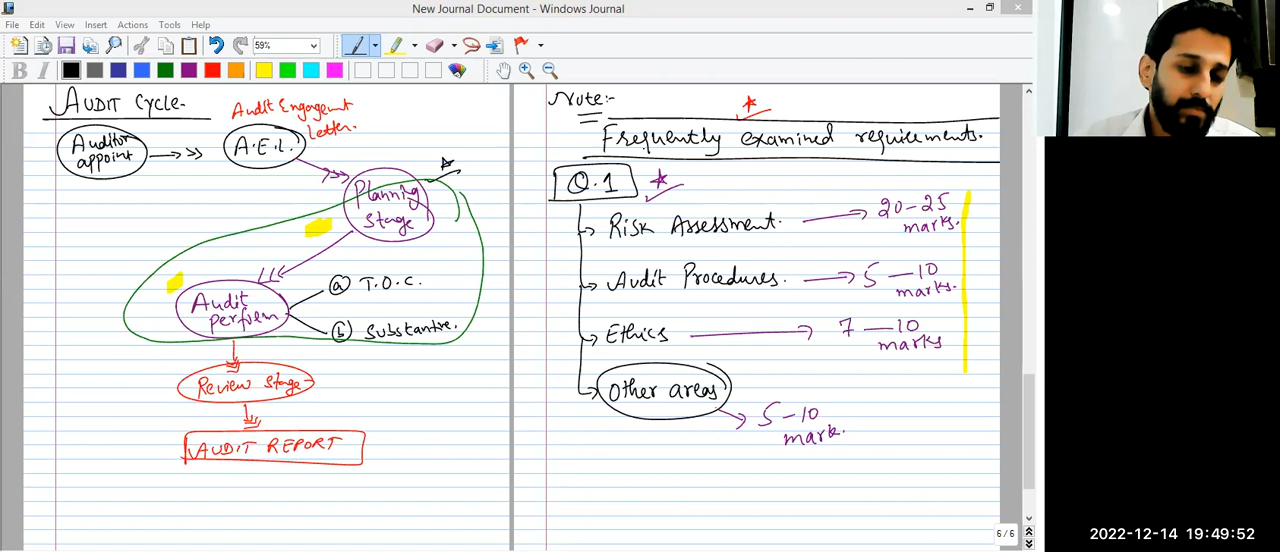 New Journal Document - Windows Journal
File Edit View Insert Actions Tools Help
59%
B I
AUDIT Cycle-
Audit Engagement
Letter.
Auditor
appoint
A.E.L.
Planning
Stage
Audit
perform
(a) T.O.C.
(b) Substantive.
Review Stage
AUDIT REPORT
Note:-
Frequently examined requirements.
Q.1
Risk Assessment.
20-25
marks.
Audit Procedures.
5-10
marks.
Ethics
7-10
marks
Other areas
5-10
mark.
6/6
2022-12-14 19:49:52